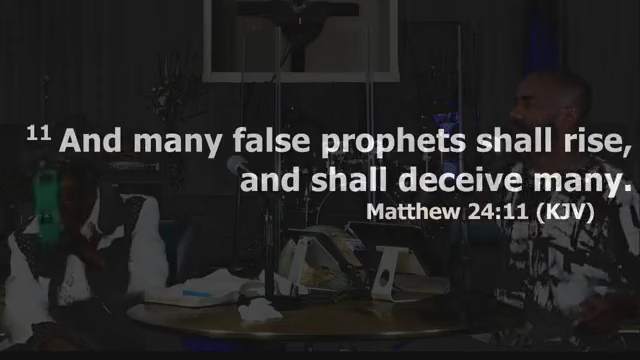 11 And many false prophets shall rise,
and shall deceive many.
Matthew 24:11 (KJV)